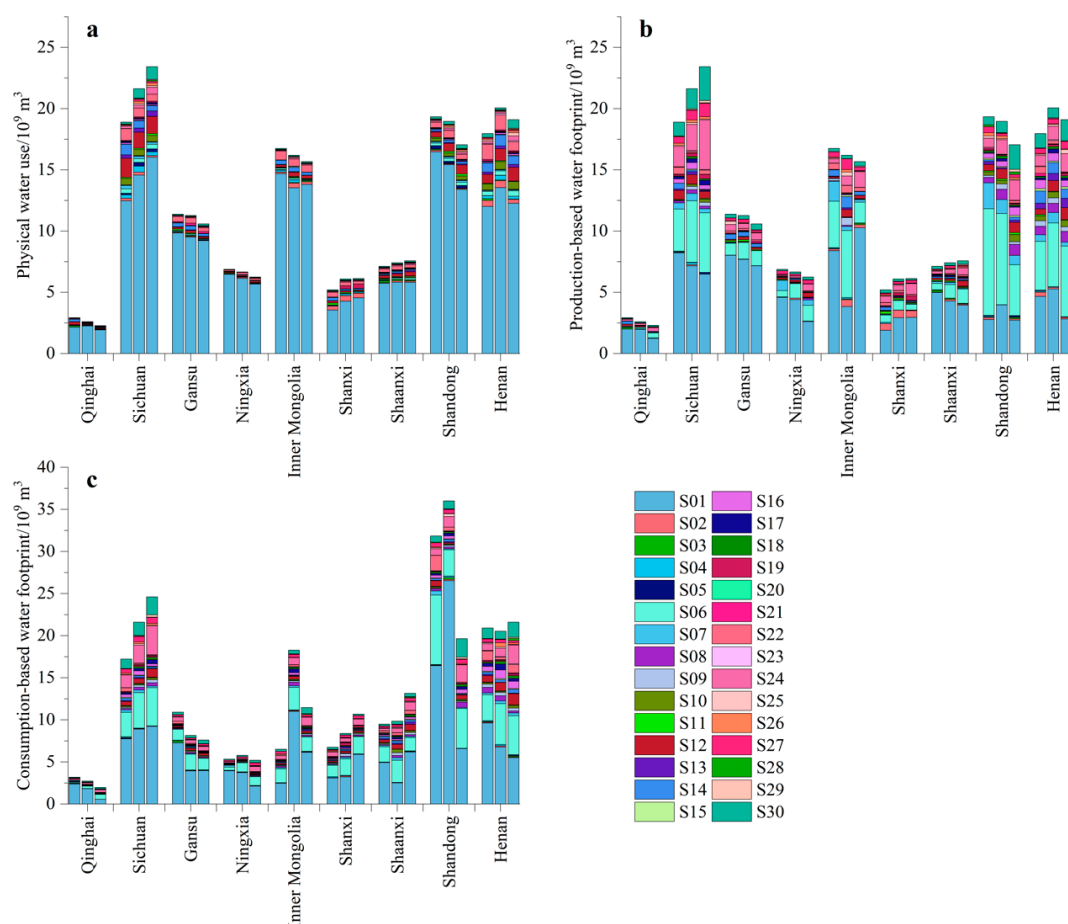 a
Physical water use/10⁹ m³
25
20
15
10
5
0
Qinghai
Sichuan
Gansu
Ningxia
Inner Mongolia
Shanxi
Shaanxi
Shandong
Henan
b
Production-based water footprint/10⁹ m³
25
20
15
10
5
0
Qinghai
Sichuan
Gansu
Ningxia
Inner Mongolia
Shanxi
Shaanxi
Shandong
Henan
c
Consumption-based water footprint/10⁹ m³
40
35
30
25
20
15
10
5
0
Qinghai
Sichuan
Gansu
Ningxia
Inner Mongolia
Shanxi
Shaanxi
Shandong
Henan
S01 S16
S02 S17
S03 S18
S04 S19
S05 S20
S06 S21
S07 S22
S08 S23
S09 S24
S10 S25
S11 S26
S12 S27
S13 S28
S14 S29
S15 S30